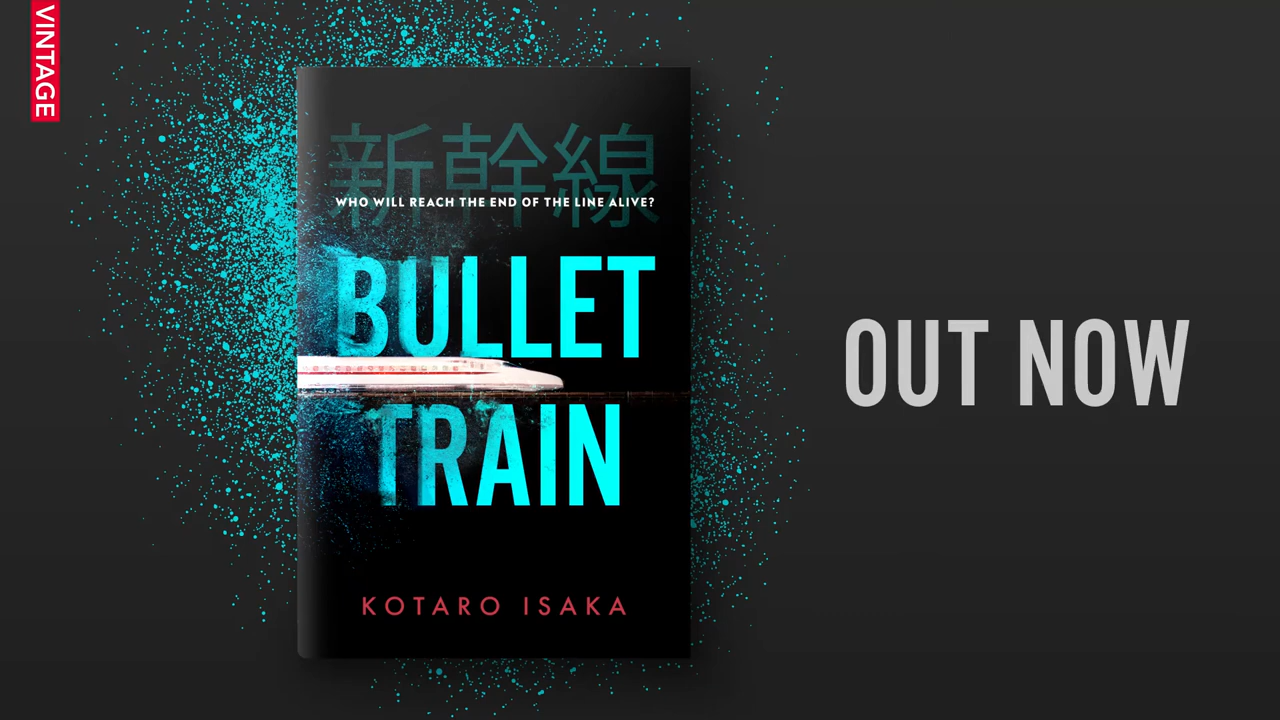 VINTAGE
新幹線
WHO WILL REACH THE END OF THE LINE ALIVE?
BULLET
TRAIN
KOTARO ISAKA
OUT NOW